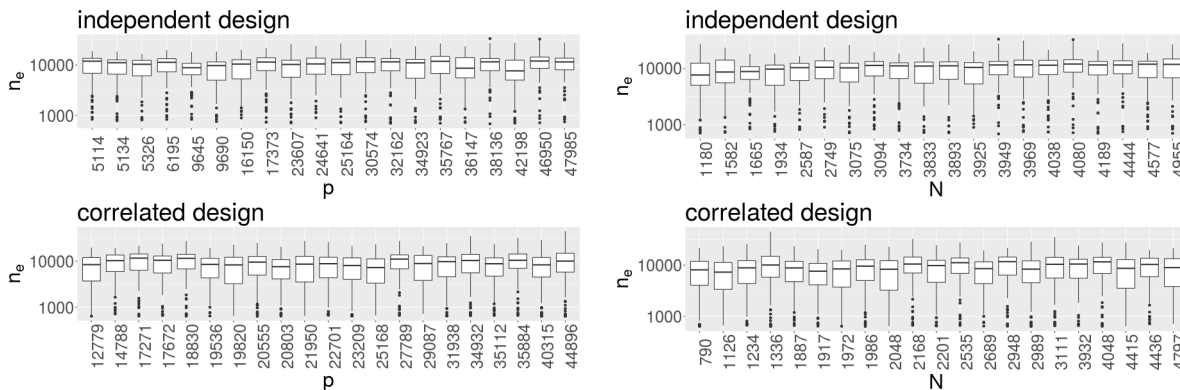 independent design
n_e
10000
1000
5114 5134 5326 6195 9645 9690 16150 17373 23607 24641 25164 30574 32162 34923 35767 36147 38136 42198 46950 47985
p
independent design
n_e
10000
1000
1180 1582 1665 1934 2587 2749 3075 3094 3734 3833 3893 3925 3949 3969 4038 4080 4189 4444 4577 4955
N
correlated design
n_e
10000
1000
12779 14788 17271 17672 18830 19536 19820 20555 20803 21950 22701 23209 25168 27789 29087 31938 34932 35112 35884 40315 44896
p
correlated design
n_e
10000
1000
790 1126 1234 1336 1887 1917 1972 1986 2048 2168 2201 2535 2689 2948 2989 3111 3932 4048 4415 4436 4797
N